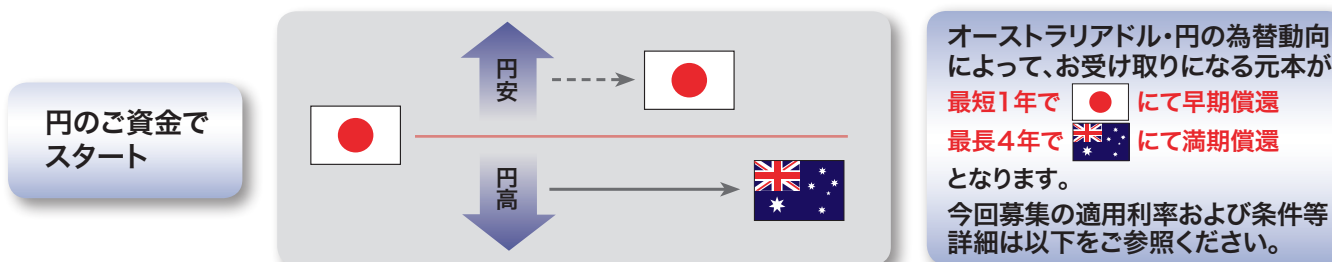 円のご資金で
スタート
円安
円高
オーストラリアドル・円の為替動向
によって、お受け取りになる元本が
最短1年で にて早期償還
最長4年で にて満期償還
となります。
今回募集の適用利率および条件等
詳細は以下をご参照ください。